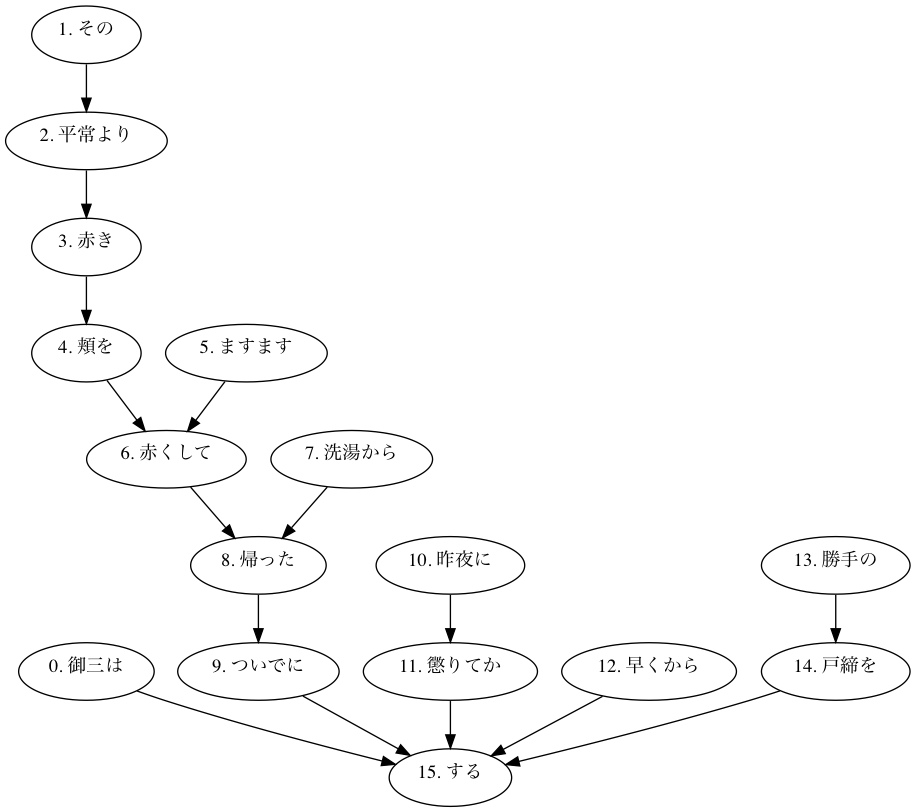 1. その
2. 平常より
3. 赤き
4. 頬を
5. ますます
6. 赤くして
7. 洗湯から
8. 帰った
10. 昨夜に
13. 勝手の
0. 御三は
9. ついでに
11. 懲りてか
12. 早くから
14. 戸締を
15. する